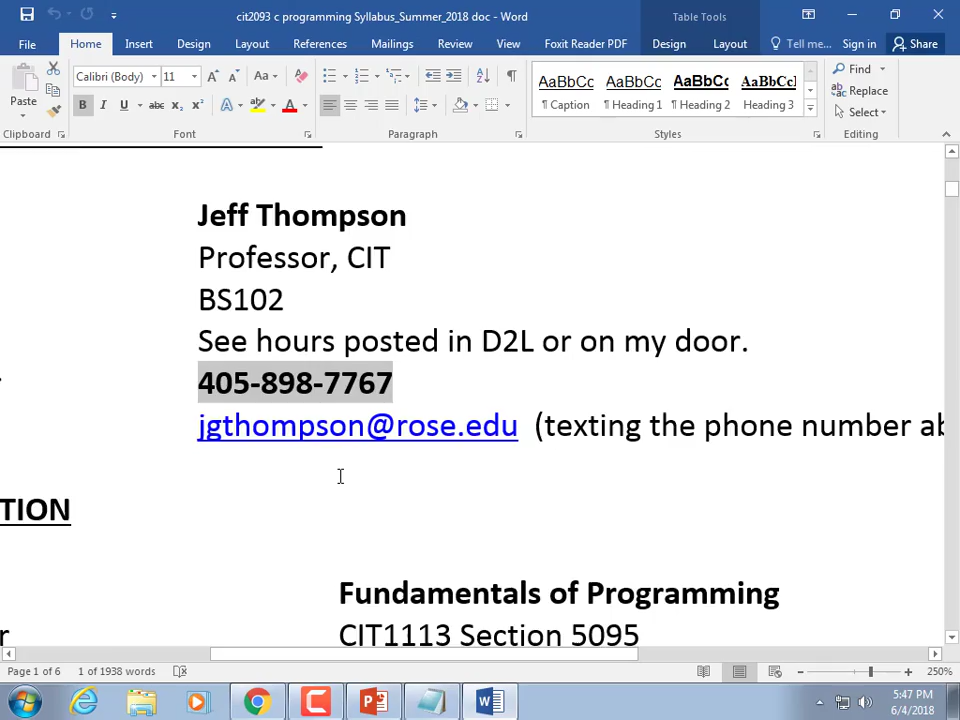 cit2093 c programming Syllabus_Summer_2018 doc - Word
Table Tools
File
Home
Insert
Design
Layout
References
Mailings
Review
View
Foxit Reader PDF
Design
Layout
Tell me...
Sign in
Share
Paste
Clipboard
Calibri (Body)
11
Aa
B I U abc x₂ x²
Font
Paragraph
AaBbCc
¶ Caption
AaBbCc
¶ Heading 1
AaBbCc
¶ Heading 2
AaBbCcI
Heading 3
Styles
Find
Replace
Select
Editing
Jeff Thompson
Professor, CIT
BS102
See hours posted in D2L or on my door.
405-898-7767
jgthompson@rose.edu (texting the phone number ab
TION
Fundamentals of Programming
r CIT1113 Section 5095
Page 1 of 6
1 of 1938 words
250%
5:47 PM
6/4/2018